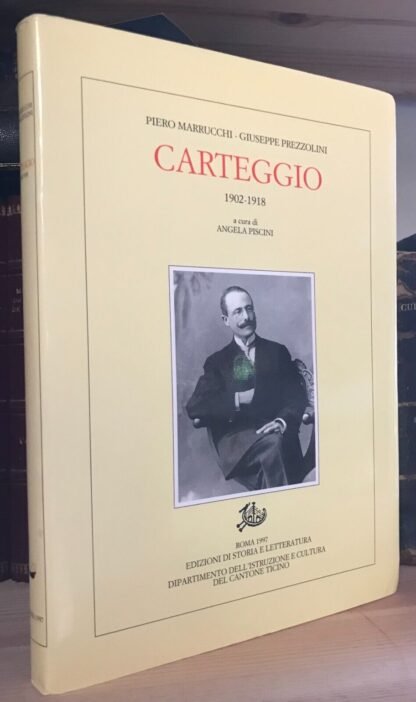 PIERO MARRUCCHI - GIUSEPPE PREZZOLINI
CARTEGGIO
1902-1918
a cura di
ANGELA PISCINI
ROMA 1997
EDIZIONI DI STORIA E LETTERATURA
DIPARTIMENTO DELL'ISTRUZIONE E CULTURA
DEL CANTONE TICINO